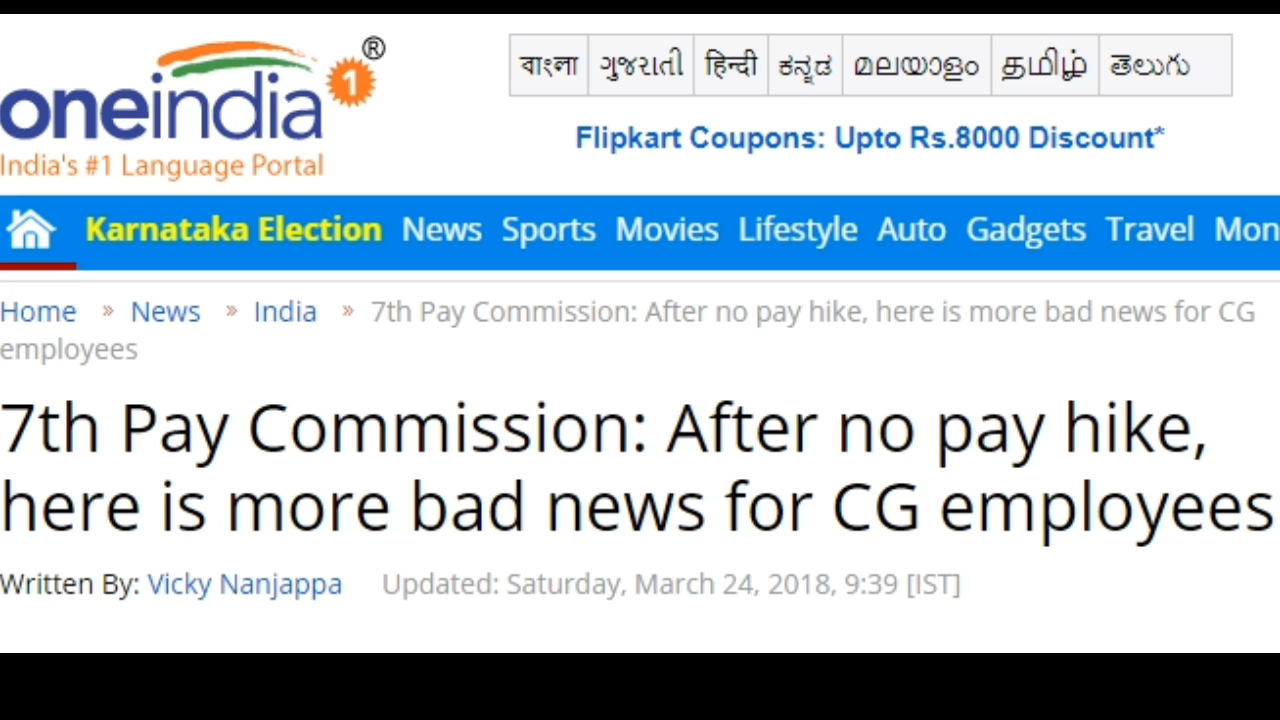 oneindia 1 ®
India's #1 Language Portal
বাংলা ગુજરાતી हिन्दी ಕನ್ನಡ മലയാളം தமிழ் తెలుగు
Flipkart Coupons: Upto Rs.8000 Discount*
Karnataka Election News Sports Movies Lifestyle Auto Gadgets Travel Mon
Home » News » India » 7th Pay Commission: After no pay hike, here is more bad news for CG
employees
7th Pay Commission: After no pay hike,
here is more bad news for CG employees
Written By: Vicky Nanjappa Updated: Saturday, March 24, 2018, 9:39 [IST]